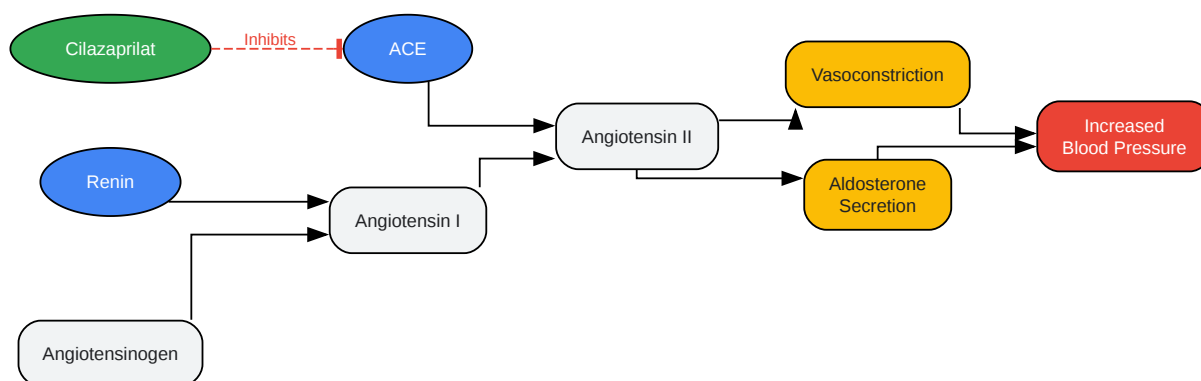 Cilazaprilat
Inhibits
ACE
Vasoconstriction
Increased
Blood Pressure
Angiotensin II
Renin
Aldosterone
Secretion
Angiotensin I
Angiotensinogen